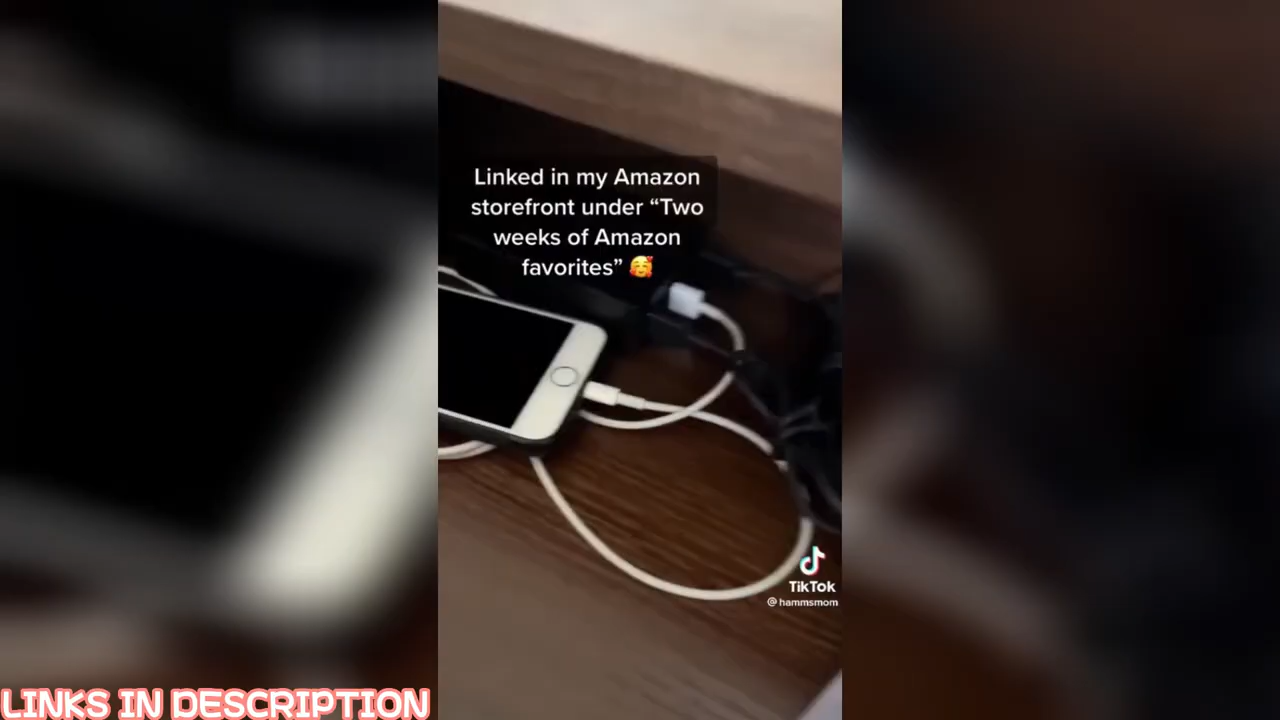 Linked in my Amazon
storefront under “Two
weeks of Amazon
favorites” 🥰
TikTok
@hammsmom
LINKS IN DESCRIPTION